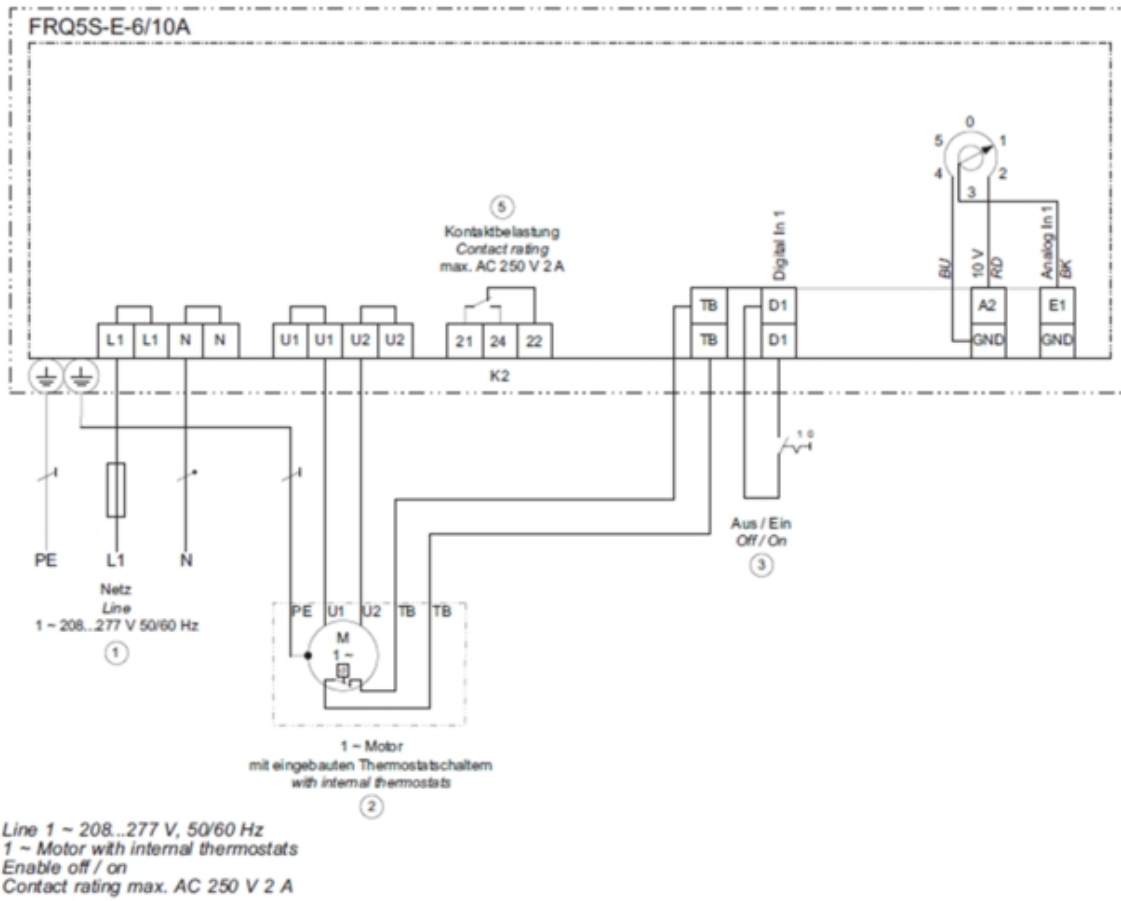 FRQ5S-E-6/10A
0
5
1
4
2
3
5
Kontaktbelastung
Contact rating
max. AC 250 V 2 A
Digital In 1
BU
10 V
RD
Analog In 1
BK
L1 L1 N N
U1 U1 U2 U2
21 24 22
TB D1
TB D1
A2 E1
GND GND
K2
1 0
PE L1 N
Netz
Line
1 ~ 208...277 V 50/60 Hz
1
Aus / Ein
Off / On
3
PE U1 U2 TB TB
M
1 ~
1 ~ Motor
mit eingebauten Thermostatschaltern
with internal thermostats
2
Line 1 ~ 208...277 V, 50/60 Hz
1 ~ Motor with internal thermostats
Enable off / on
Contact rating max. AC 250 V 2 A